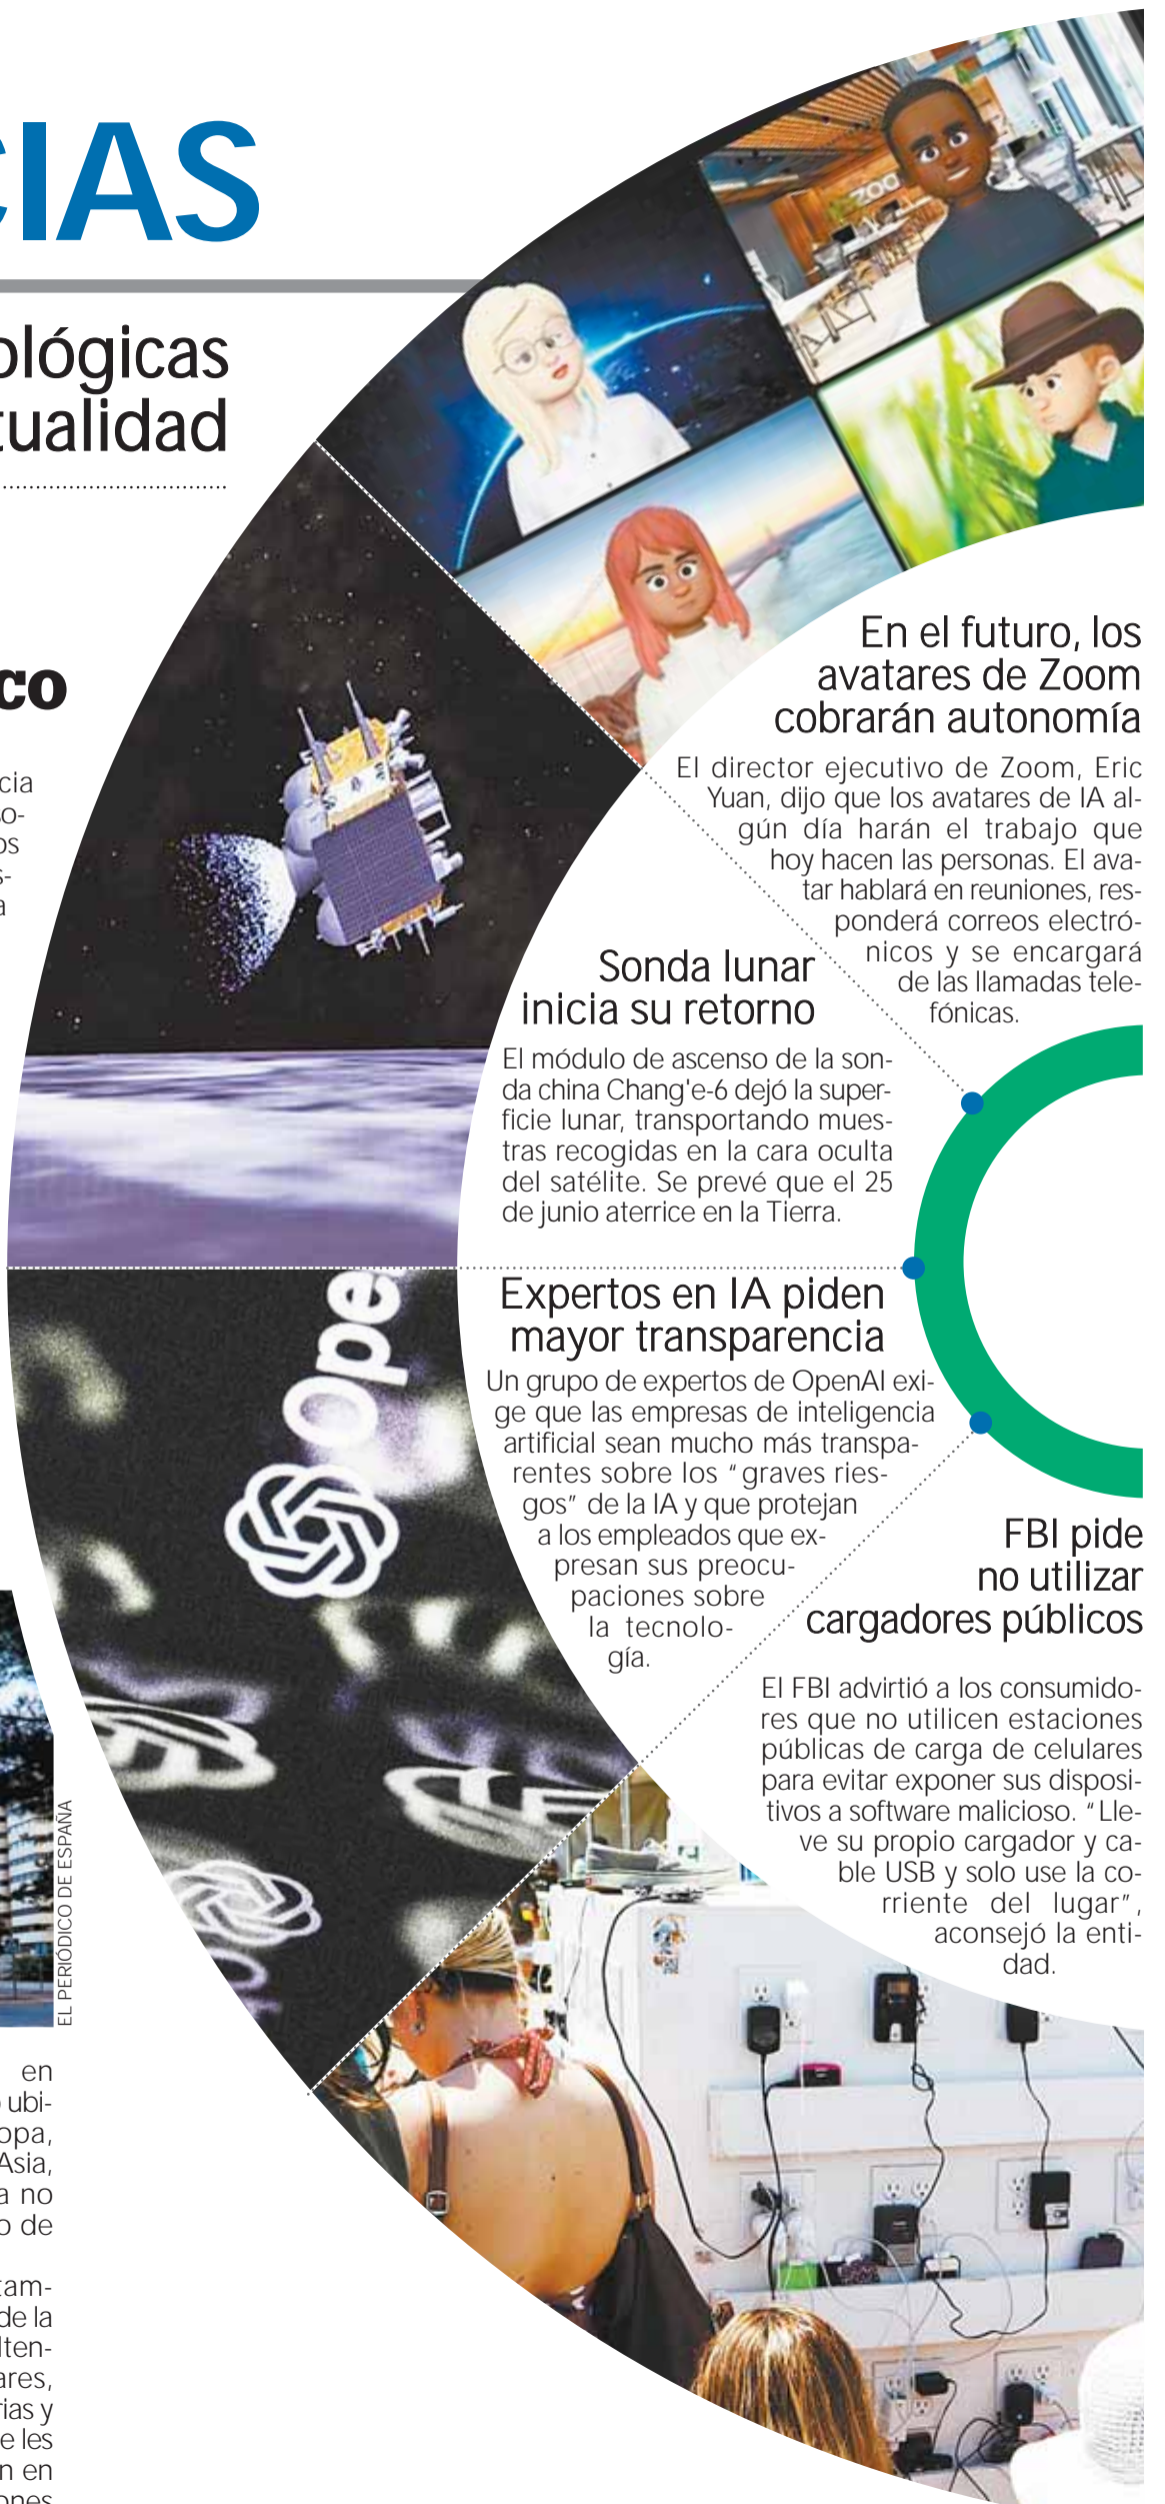 CIAS
ológicas
tualidad
co
cia
so-
os
s-
a
En el futuro, los
avatares de Zoom
cobrarán autonomía
El director ejecutivo de Zoom, Eric
Yuan, dijo que los avatares de IA al-
gún día harán el trabajo que
hoy hacen las personas. El ava-
tar hablará en reuniones, res-
ponderá correos electró-
nicos y se encargará
de las llamadas tele-
fónicas.
Sonda lunar
inicia su retorno
El módulo de ascenso de la son-
da china Chang'e-6 dejó la super-
ficie lunar, transportando mues-
tras recogidas en la cara oculta
del satélite. Se prevé que el 25
de junio aterrice en la Tierra.
Expertos en IA piden
mayor transparencia
Un grupo de expertos de OpenAI exi-
ge que las empresas de inteligencia
artificial sean mucho más transpa-
rentes sobre los “graves ries-
gos” de la IA y que protejan
a los empleados que ex-
presan sus preocu-
paciones sobre
la tecnolo-
gía.
FBI pide
no utilizar
cargadores públicos
El FBI advirtió a los consumido-
res que no utilicen estaciones
públicas de carga de celulares
para evitar exponer sus disposi-
tivos a software malicioso. “Lle-
ve su propio cargador y ca-
ble USB y solo use la co-
rriente del lugar”,
aconsejó la enti-
dad.
ZOO
Ope
EL PERIÓDICO DE ESPAÑA
en
ubi-
opa,
Asia,
a no
o de
tam-
de la
lten-
ares,
rias y
e les
n en
ones